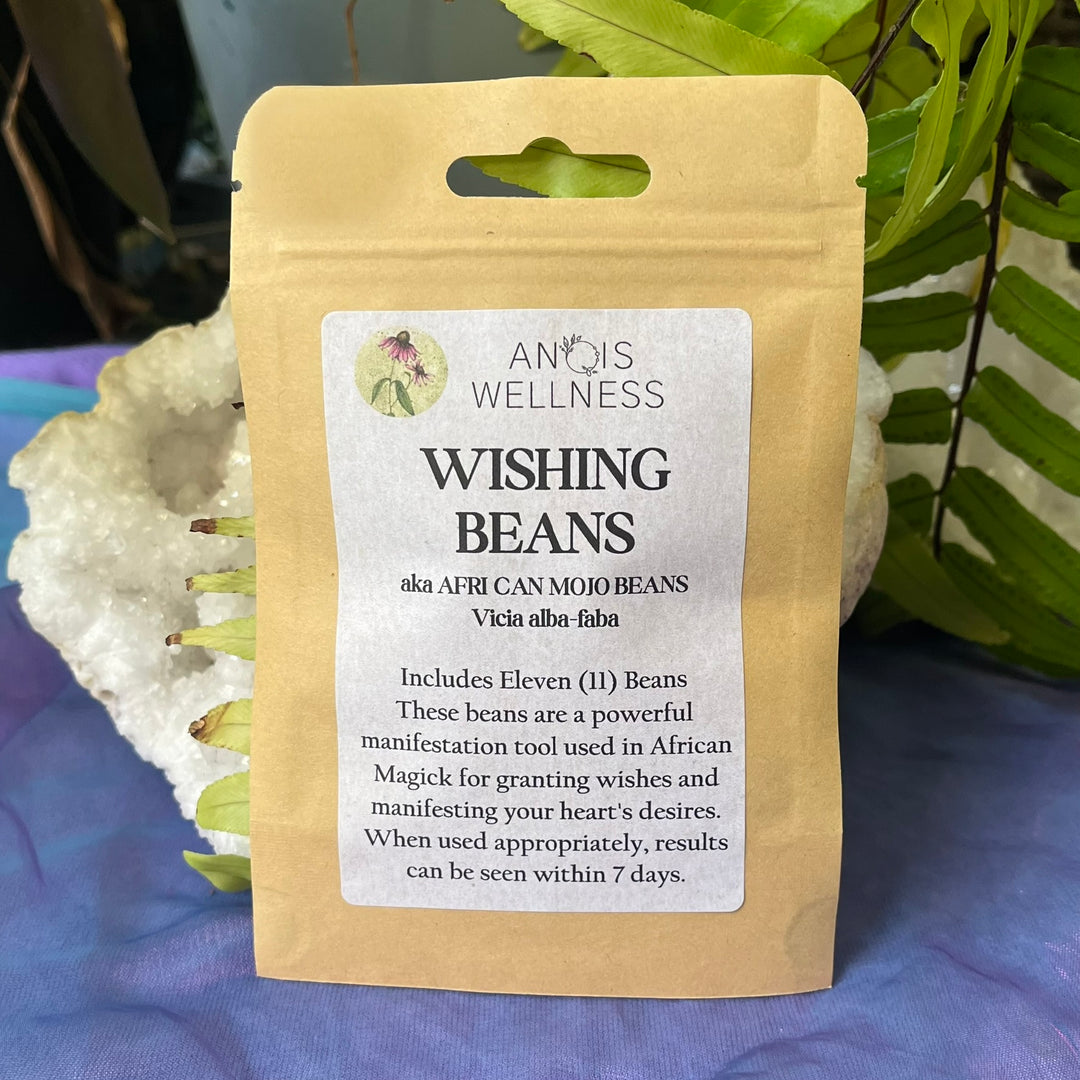 ANOIS
WELLNESS
WISHING
BEANS
aka AFRI CAN MOJO BEANS
Vicia alba-faba
Includes Eleven (11) Beans
These beans are a powerful
manifestation tool used in African
Magick for granting wishes and
manifesting your heart's desires.
When used appropriately, results
can be seen within 7 days.